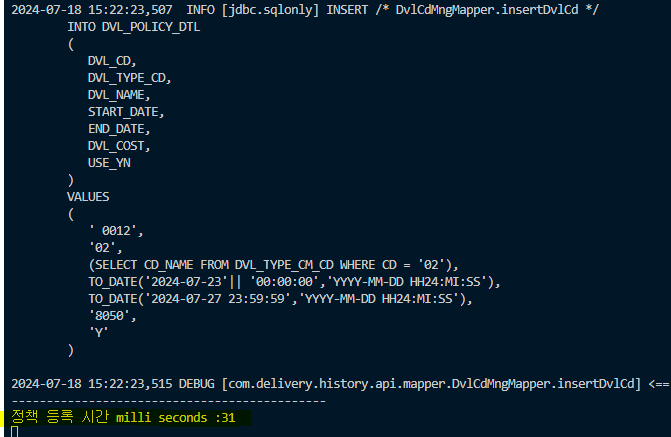 2024-07-18 15:22:23,507  INFO [jdbc.sqlonly] INSERT /* DvlCdMngMapper.insertDvlCd */
INTO DVL_POLICY_DTL
(
DVL_CD,
DVL_TYPE_CD,
DVL_NAME,
START_DATE,
END_DATE,
DVL_COST,
USE_YN
)
VALUES
(
' 0012',
'02',
(SELECT CD_NAME FROM DVL_TYPE_CM_CD WHERE CD = '02'),
TO_DATE('2024-07-23'|| '00:00:00','YYYY-MM-DD HH24:MI:SS'),
TO_DATE('2024-07-27 23:59:59','YYYY-MM-DD HH24:MI:SS'),
'8050',
'Y'
)
2024-07-18 15:22:23,515 DEBUG [com.delivery.history.api.mapper.DvlCdMngMapper.insertDvlCd] <==
----------------------------------------------
정책 등록 시간 milli seconds :31